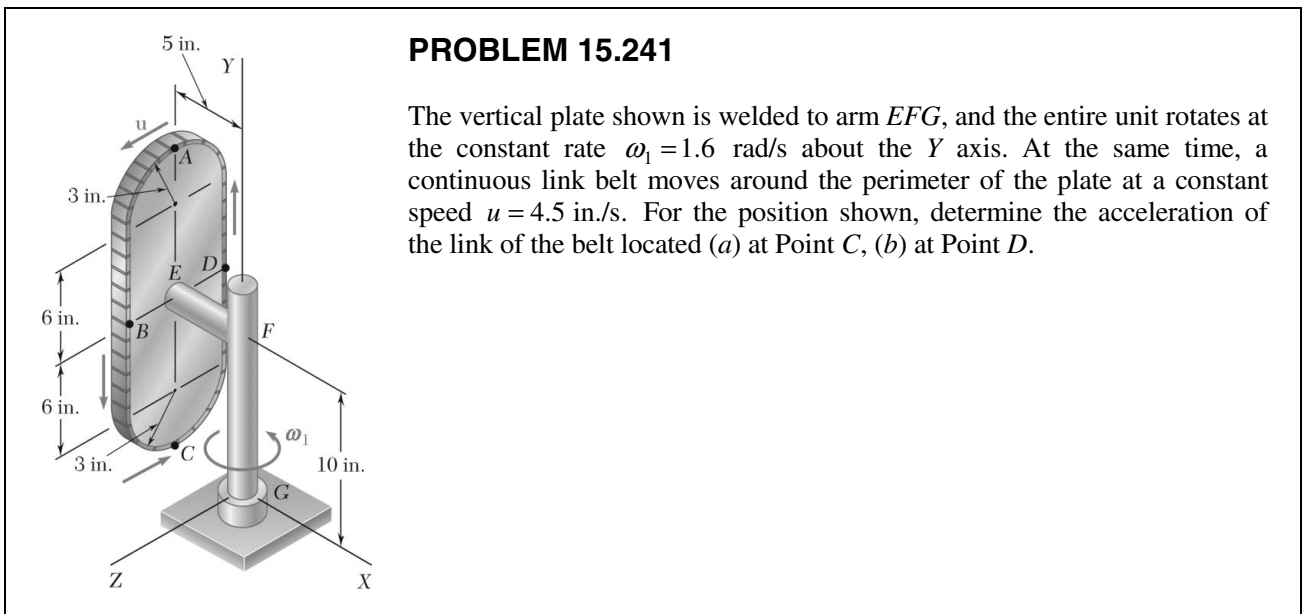 PROBLEM 15.241
The vertical plate shown is welded to arm EFG, and the entire unit rotates at
the constant rate ω₁ = 1.6 rad/s about the Y axis. At the same time, a
continuous link belt moves around the perimeter of the plate at a constant
speed u = 4.5 in./s. For the position shown, determine the acceleration of
the link of the belt located (a) at Point C, (b) at Point D.
5 in.
Y
u
A
3 in.
E
D
6 in.
B
F
6 in.
C
3 in.
ω₁
10 in.
G
Z
X